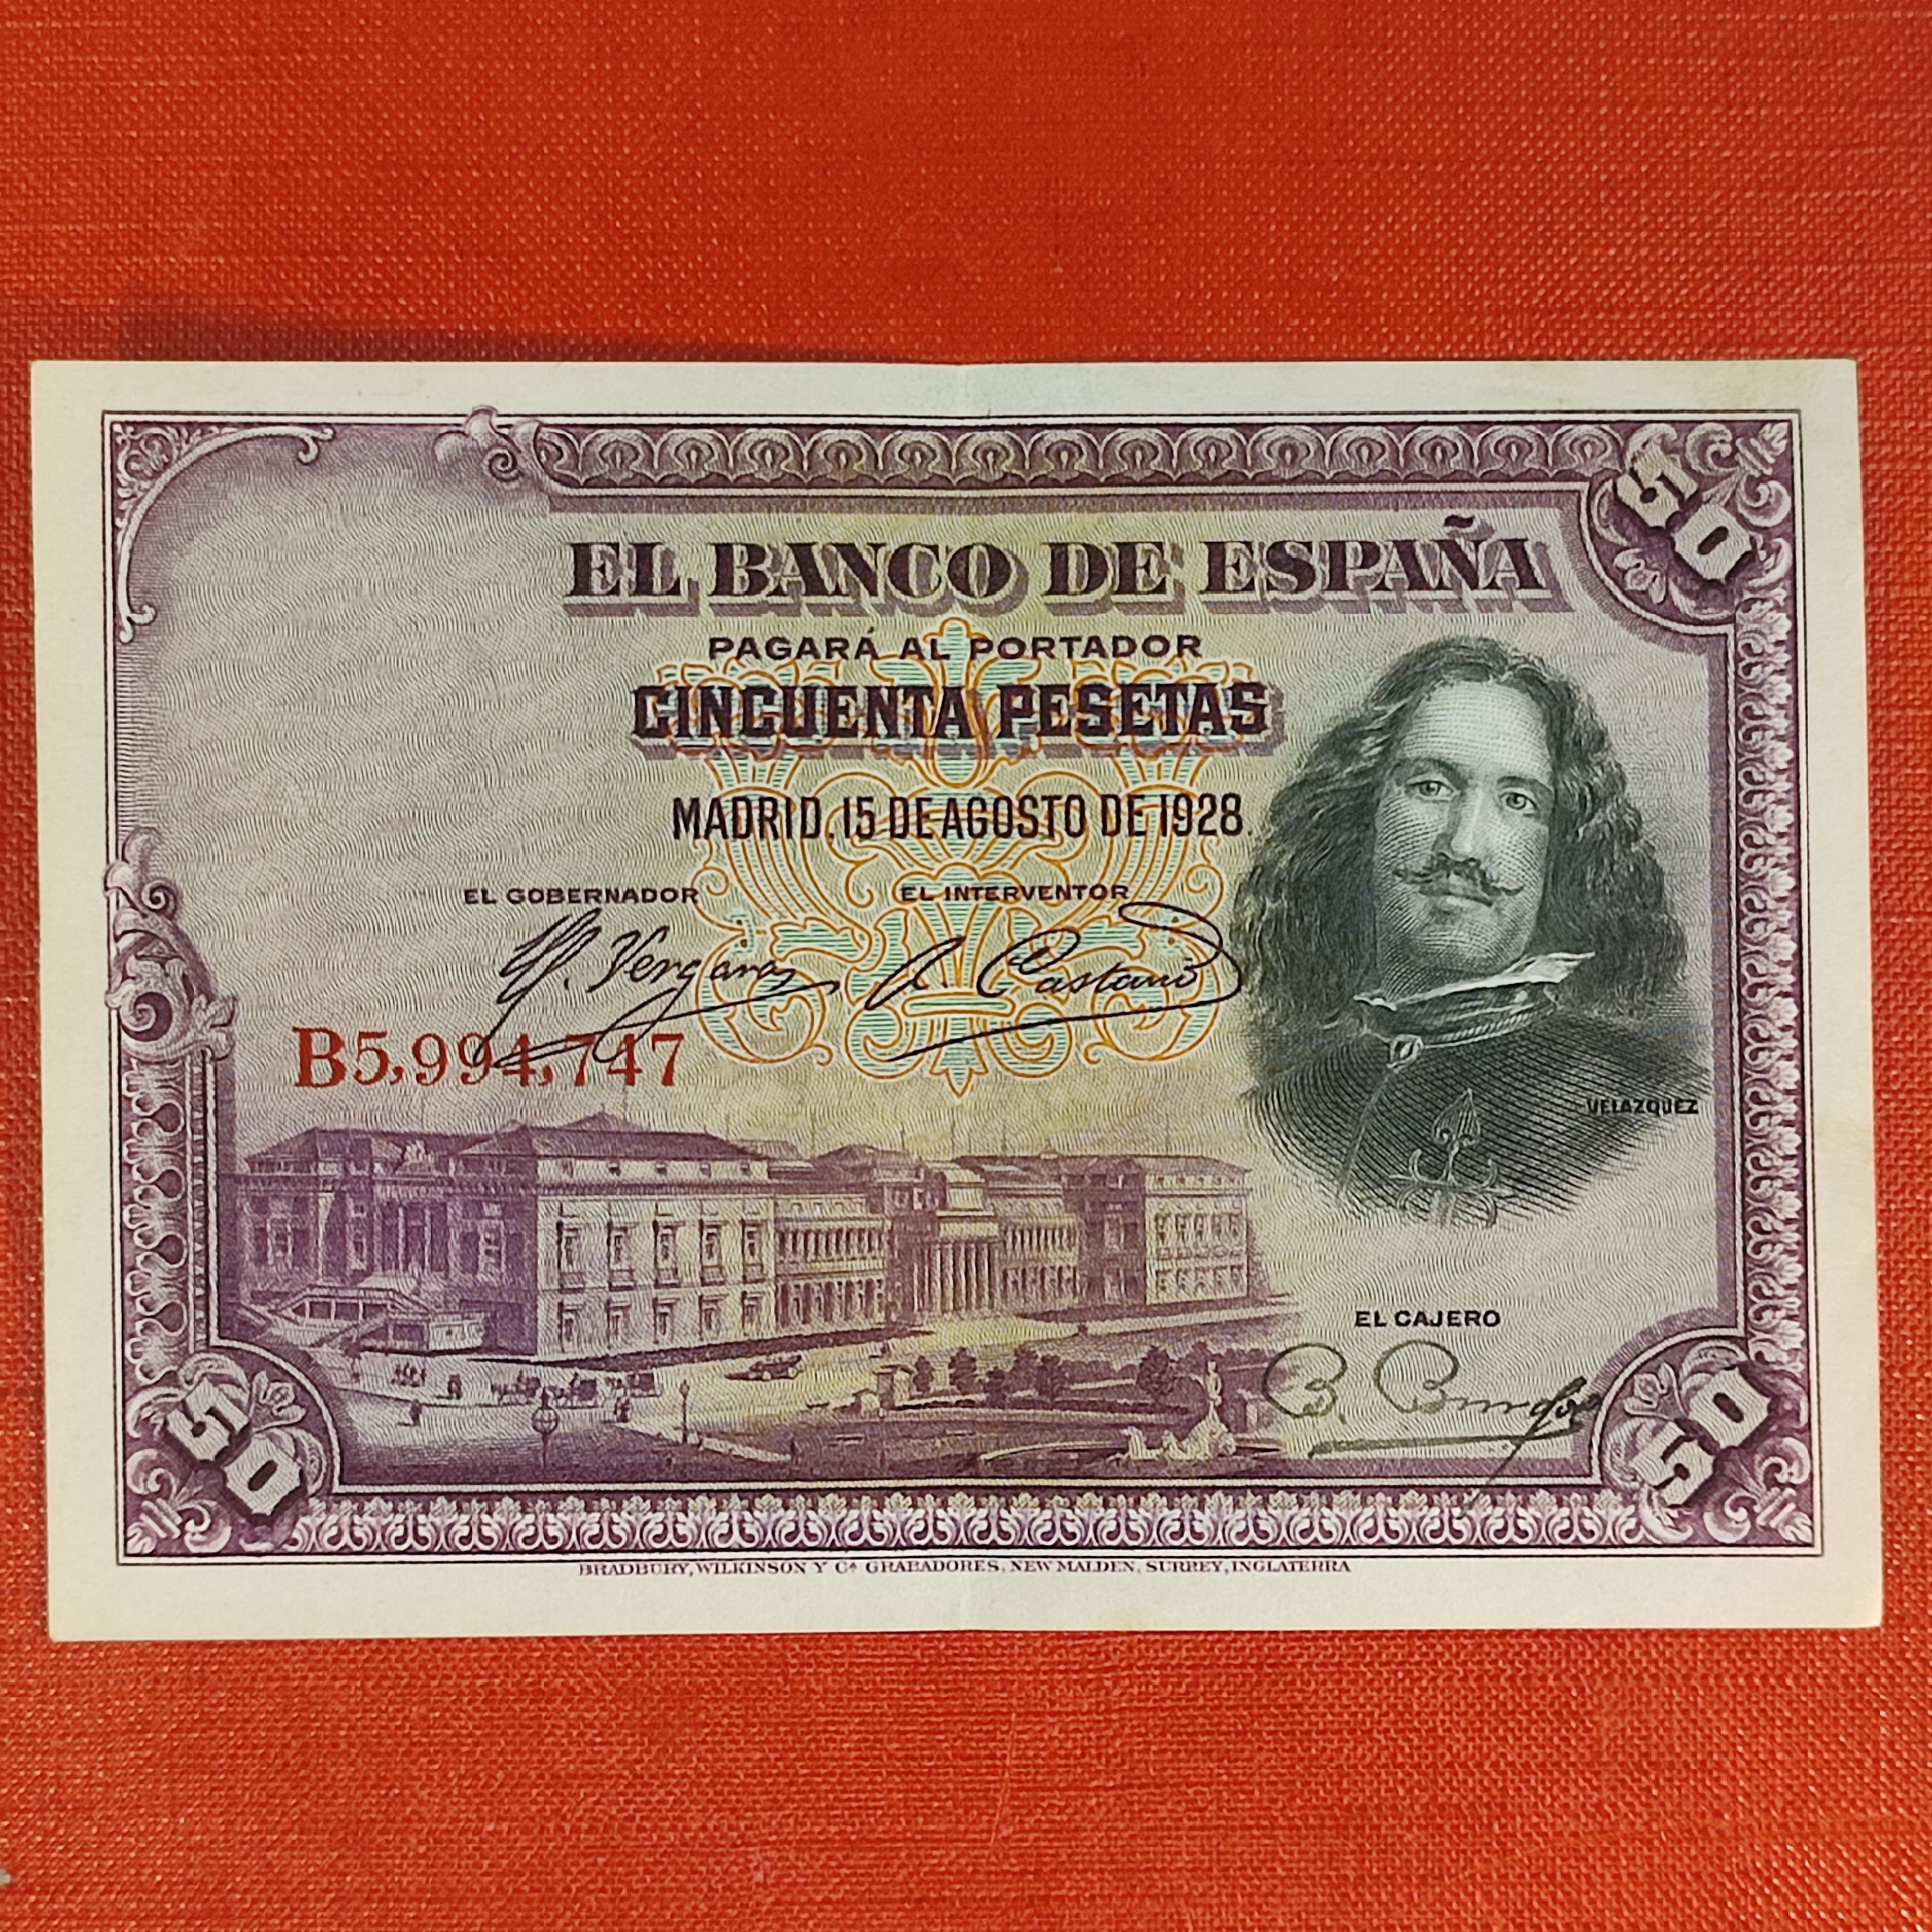 50
EL BANCO DE ESPAÑA
PAGARÁ AL PORTADOR
CINCUENTA PESETAS
MADRID, 15 DE AGOSTO DE 1928.
EL GOBERNADOR
EL INTERVENTOR
B5,994,747
VELAZQUEZ
EL CAJERO
50
50
BRADBURY, WILKINSON Y Cª GRABADORES, NEW MALDEN, SURREY, INGLATERRA